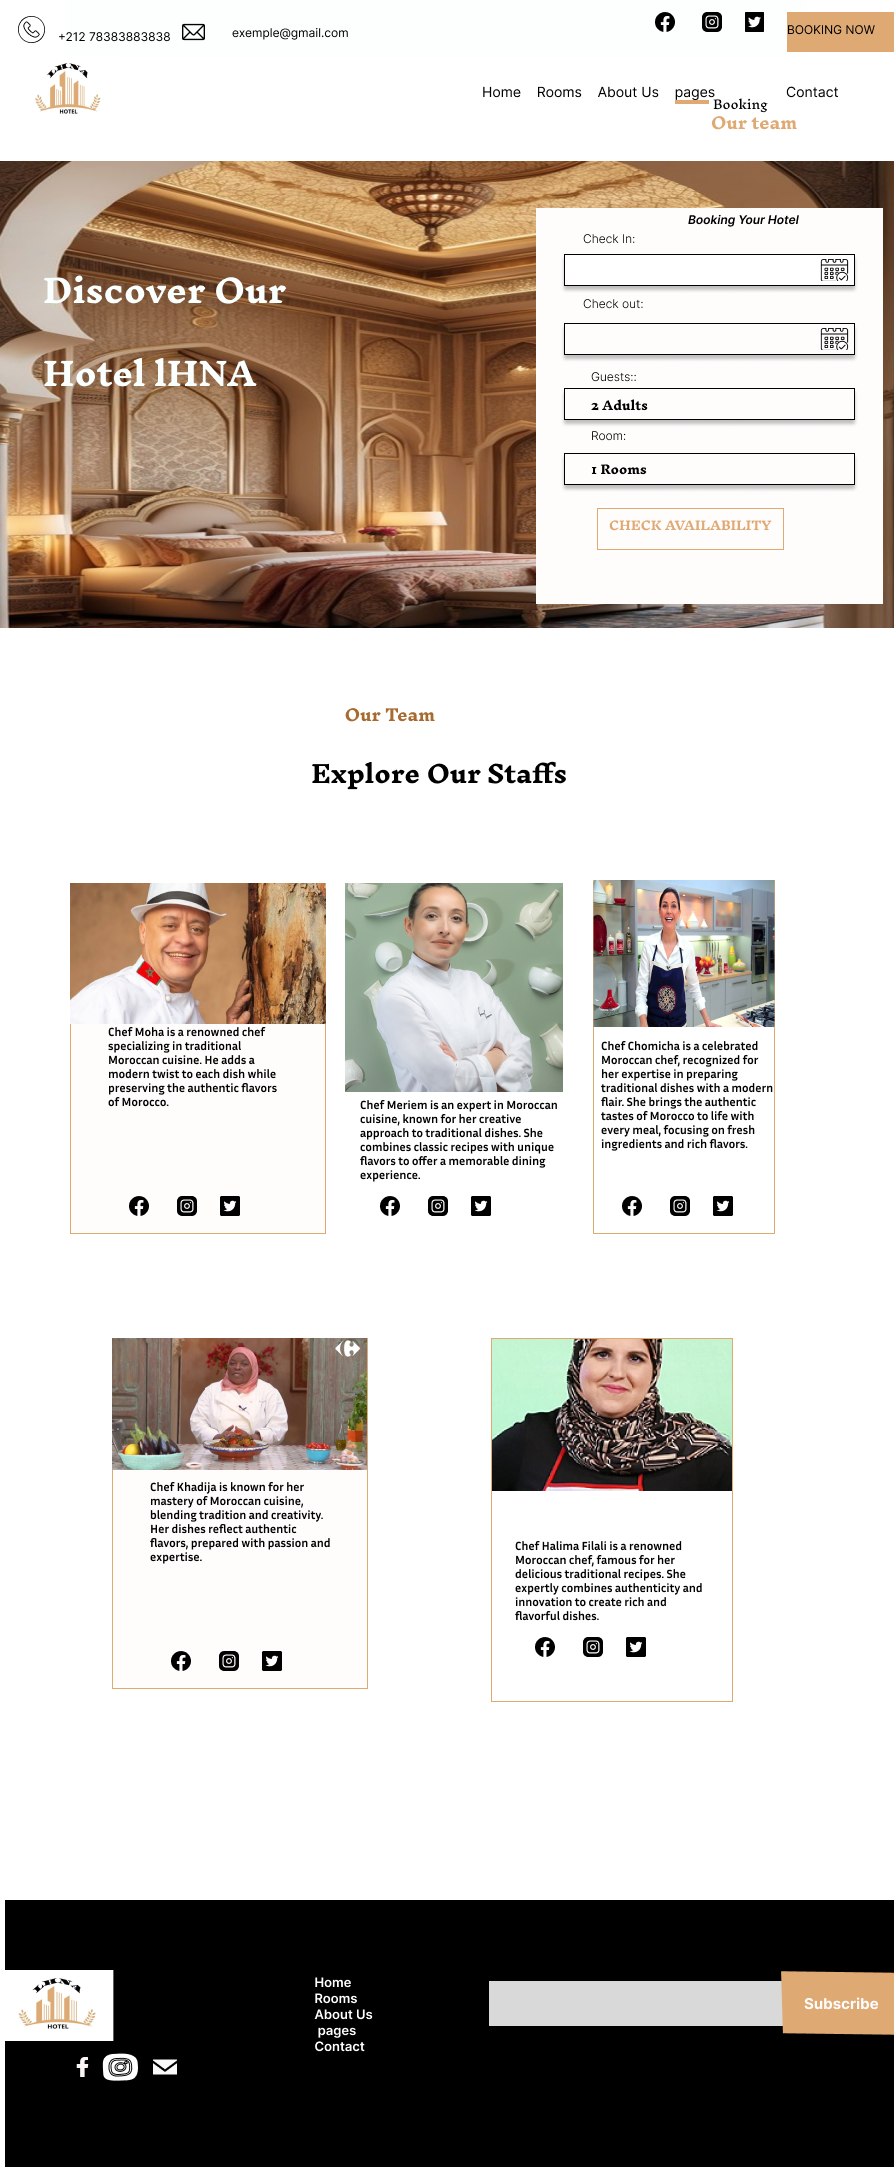 +212 78383883838
exemple@gmail.com
BOOKING NOW
LHNA
HOTEL
Home Rooms About Us pages Contact
Booking
Our team
Discover Our
Hotel lHNA
Booking Your Hotel
Check In:
Check out:
Guests::
2 Adults
Room:
1 Rooms
CHECK AVAILABILITY
Our Team
Explore Our Staffs
Chef Moha is a renowned chef
specializing in traditional
Moroccan cuisine. He adds a
modern twist to each dish while
preserving the authentic flavors
of Morocco.
Chef Meriem is an expert in Moroccan
cuisine, known for her creative
approach to traditional dishes. She
combines classic recipes with unique
flavors to offer a memorable dining
experience.
Chef Chomicha is a celebrated
Moroccan chef, recognized for
her expertise in preparing
traditional dishes with a modern
flair. She brings the authentic
tastes of Morocco to life with
every meal, focusing on fresh
ingredients and rich flavors.
Chef Khadija is known for her
mastery of Moroccan cuisine,
blending tradition and creativity.
Her dishes reflect authentic
flavors, prepared with passion and
expertise.
Chef Halima Filali is a renowned
Moroccan chef, famous for her
delicious traditional recipes. She
expertly combines authenticity and
innovation to create rich and
flavorful dishes.
LHNA
HOTEL
Home
Rooms
About Us
pages
Contact
Subscribe